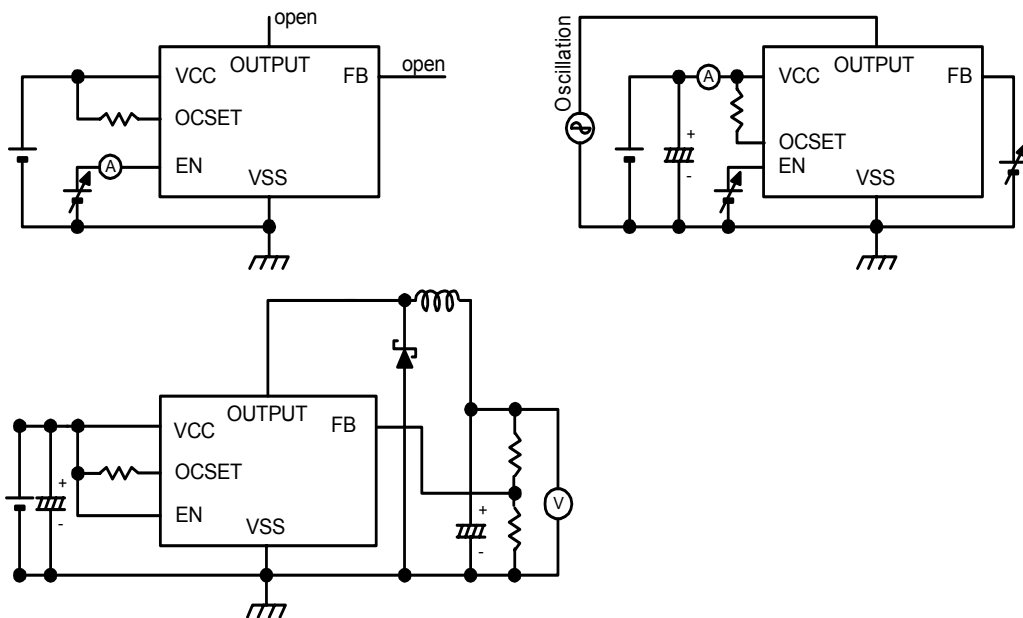 open
OUTPUT
VCC
FB
open
OCSET
A
EN
VSS
Oscillation
OUTPUT
A
VCC
FB
+
OCSET
-
EN
VSS
OUTPUT
FB
VCC
OCSET
+
-
EN
VSS
+
-
V